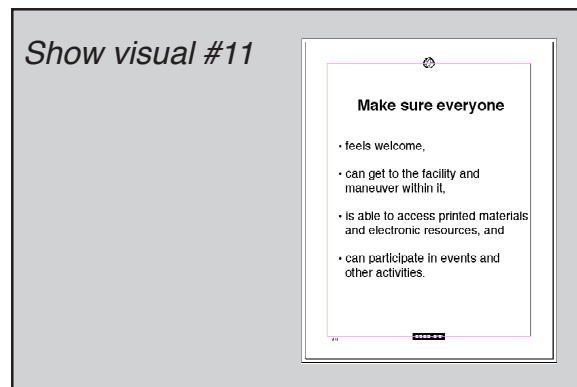 Show visual #11
Make sure everyone
• feels welcome,
• can get to the facility and
maneuver within it,
• is able to access printed materials
and electronic resources, and
• can participate in events and
other activities.